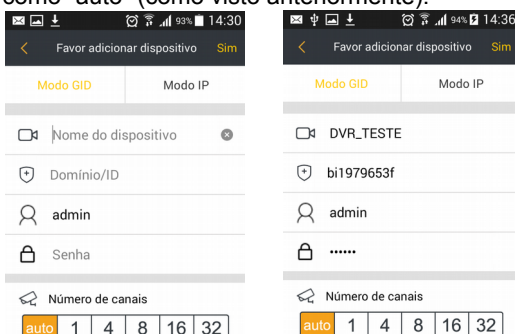 como "auto" (como visto anteriormente).
93% 14:30
Favor adicionar dispositivo Sim
Modo GID Modo IP
Nome do dispositivo
Domínio/ID
admin
Senha
Número de canais
auto 1 4 8 16 32
94% 14:36
Favor adicionar dispositivo Sim
Modo GID Modo IP
DVR_TESTE
bi1979653f
admin
••••••
Número de canais
auto 1 4 8 16 32